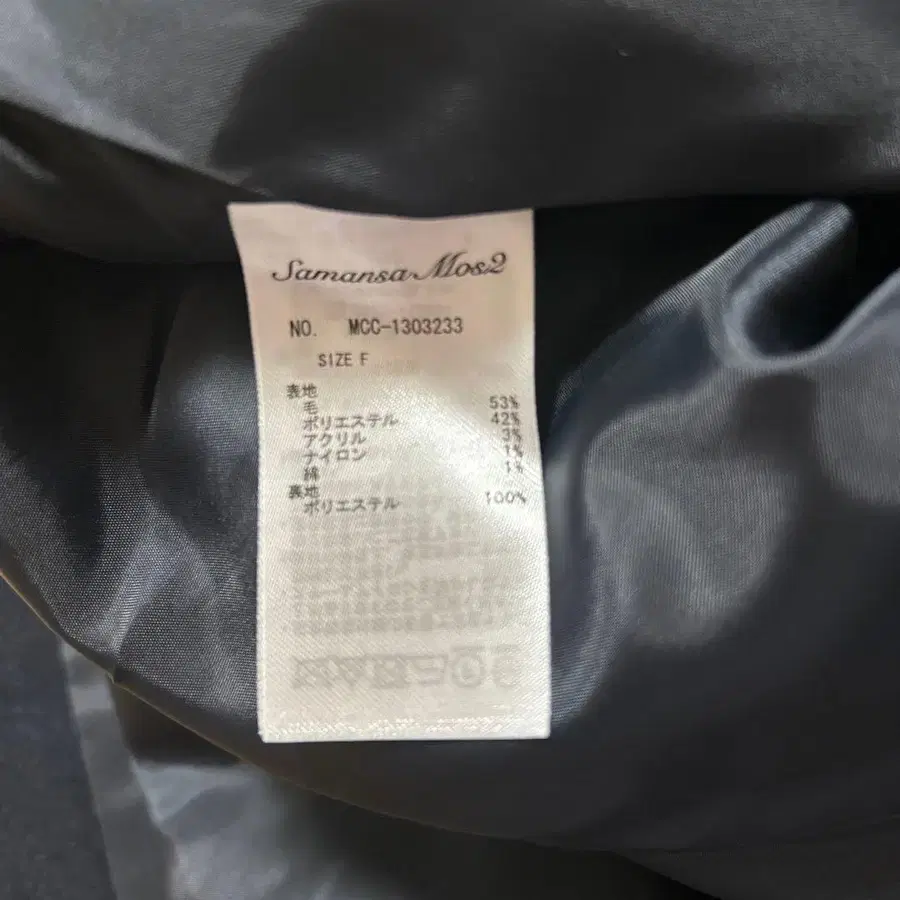 Samansa Mos2
NO. MCC-1303233
SIZE F
表地
毛 53%
ポリエステル 42%
アクリル 3%
ナイロン 1%
綿 1%
裏地
ポリエステル 100%